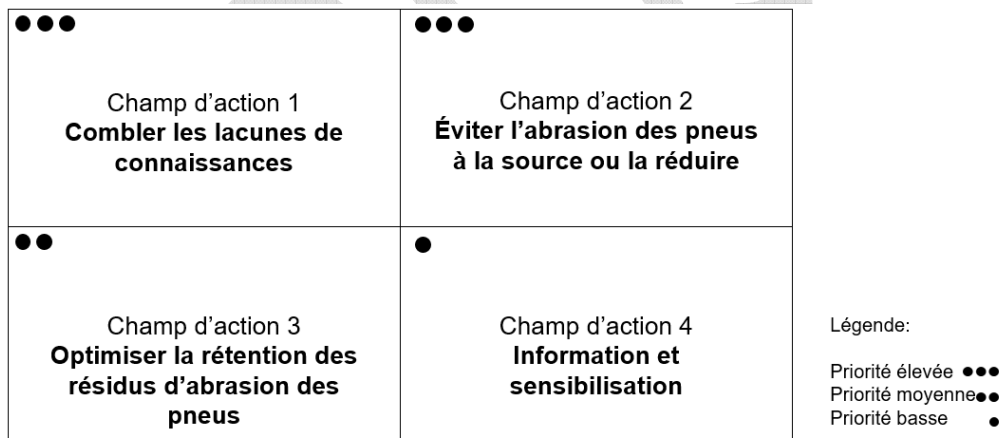 Champ d'action 1
Combler les lacunes de
connaissances
Champ d'action 2
Éviter l'abrasion des pneus
à la source ou la réduire
Champ d'action 3
Optimiser la rétention des
résidus d'abrasion des
pneus
Champ d'action 4
Information et
sensibilisation
Légende:
Priorité élevée ●●●
Priorité moyenne●●
Priorité basse ●